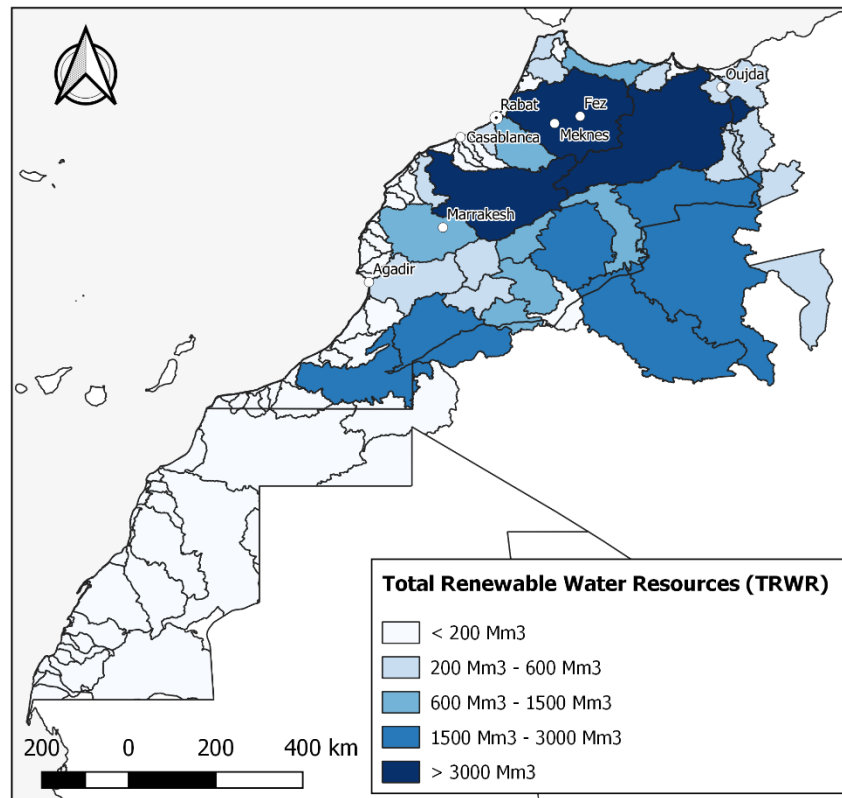 Oujda
Rabat
Fez
Casablanca
Meknes
Marrakesh
Agadir
Total Renewable Water Resources (TRWR)
< 200 Mm3
200 Mm3 - 600 Mm3
600 Mm3 - 1500 Mm3
1500 Mm3 - 3000 Mm3
> 3000 Mm3
200 0 200 400 km